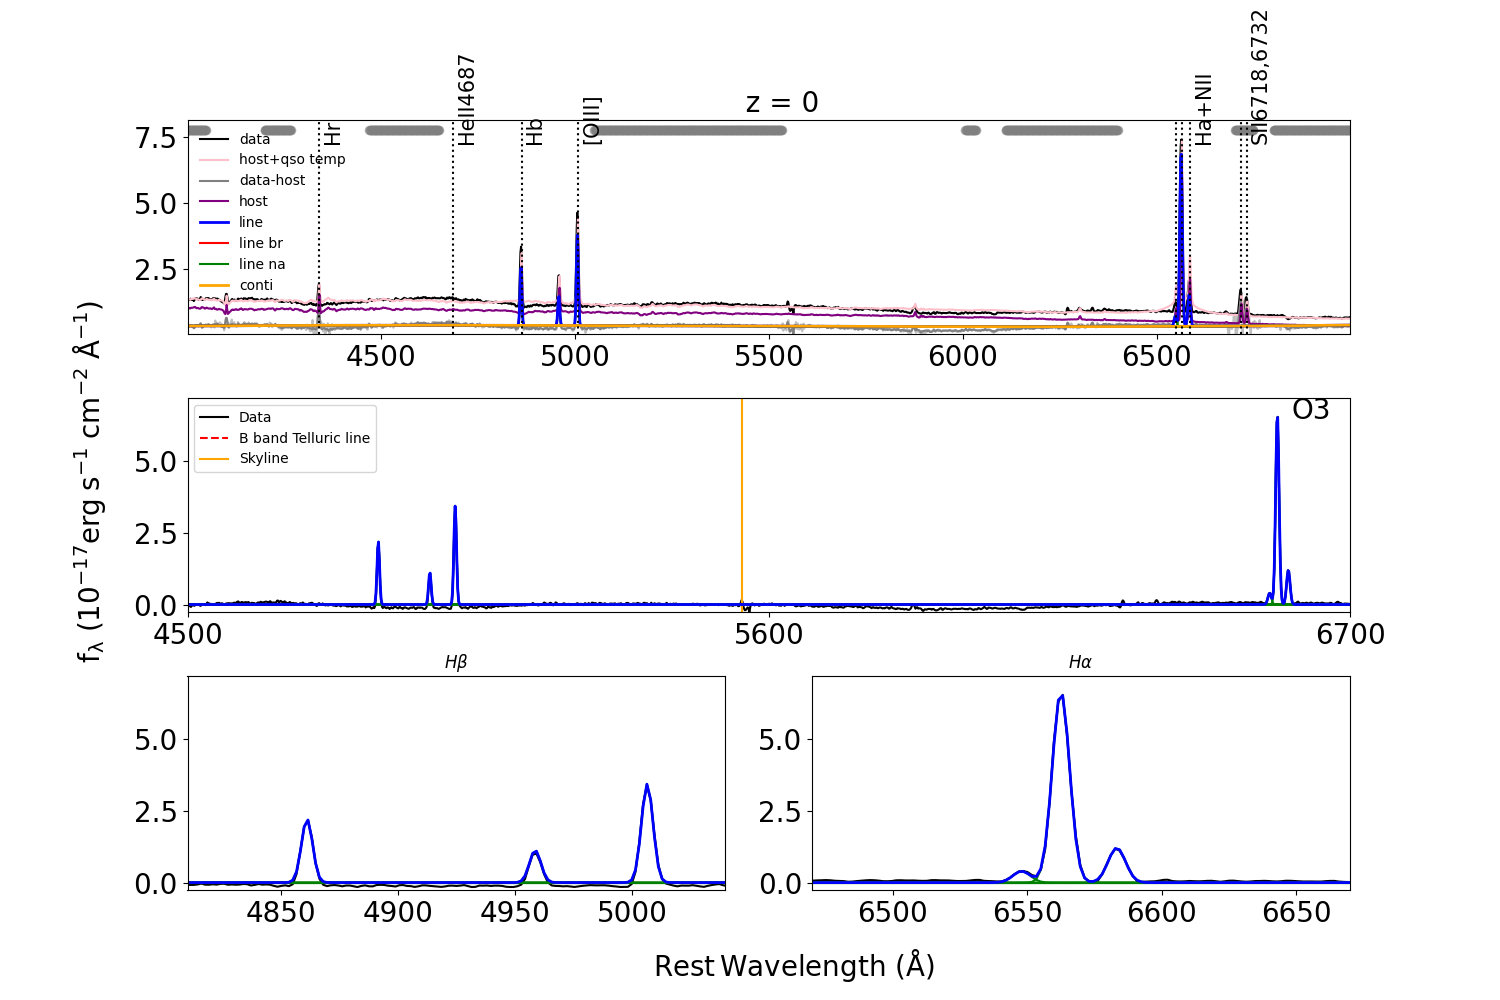 z = 0
Hr
HeII4687
Hb
[OIII]
Ha+NII
SII6718,6732
7.5
5.0
2.5
data
host+qso temp
data-host
host
line
line br
line na
conti
4500
5000
5500
6000
6500
fλ (10⁻¹⁷erg s⁻¹ cm⁻² Å⁻¹)
O3
Data
B band Telluric line
Skyline
5.0
2.5
0.0
4500
5600
6700
Hβ
5.0
2.5
0.0
4850
4900
4950
5000
Hα
5.0
2.5
0.0
6500
6550
6600
6650
Rest Wavelength (Å)